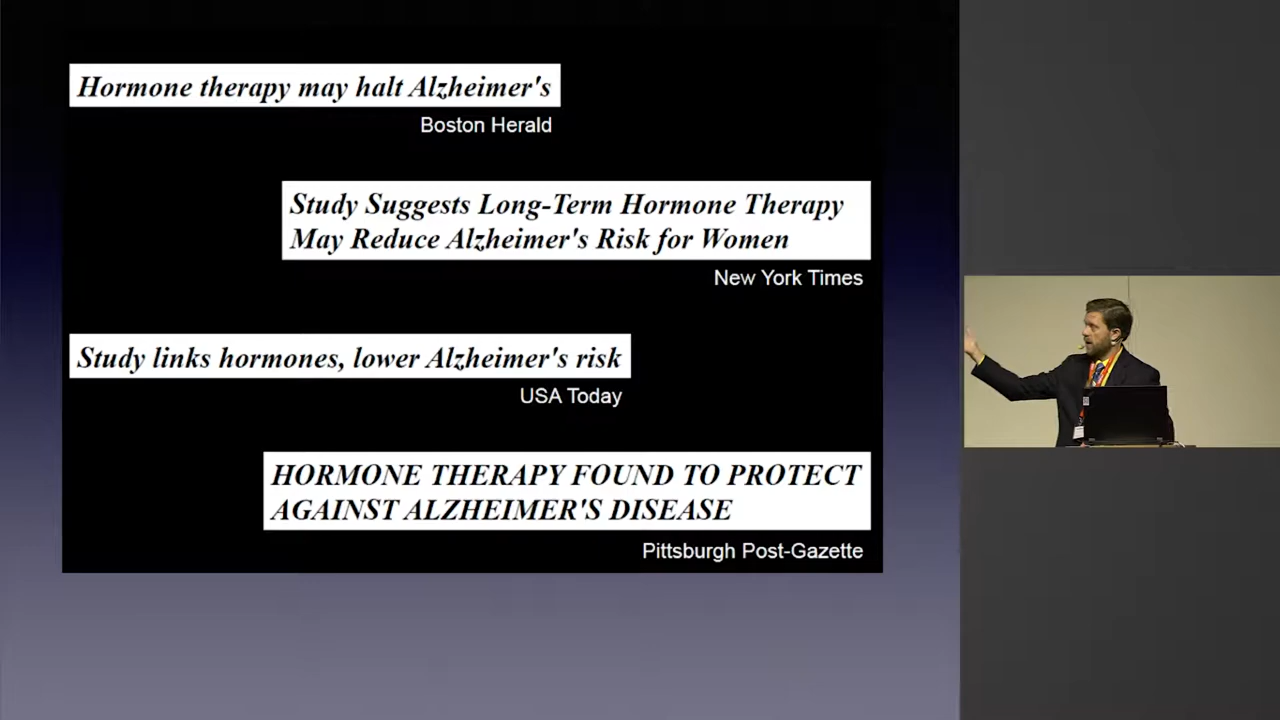 Hormone therapy may halt Alzheimer's
Boston Herald
Study Suggests Long-Term Hormone Therapy
May Reduce Alzheimer's Risk for Women
New York Times
Study links hormones, lower Alzheimer's risk
USA Today
HORMONE THERAPY FOUND TO PROTECT
AGAINST ALZHEIMER'S DISEASE
Pittsburgh Post-Gazette